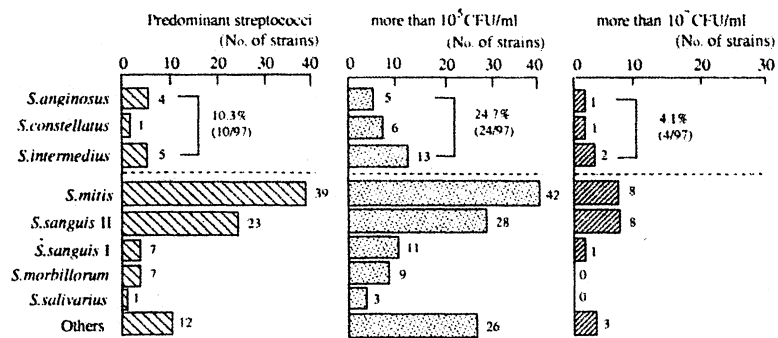 Predominant streptococci more than 10⁵CFU/ml more than 10⁷CFU/ml
(No. of strains) (No. of strains) (No. of strains)
0 10 20 30 40 0 10 20 30 40 0 10 20 30
S.anginosus 4 5 1
S.constellatus 1 10.3% (10/97) 6 24.7% (24/97) 1 4.1% (4/97)
S.intermedius 5 13 2
S.mitis 39 42 8
S.sanguis II 23 28 8
S.sanguis I 7 11 1
S.morbillorum 7 9 0
S.salivarius 1 3 0
Others 12 26 3